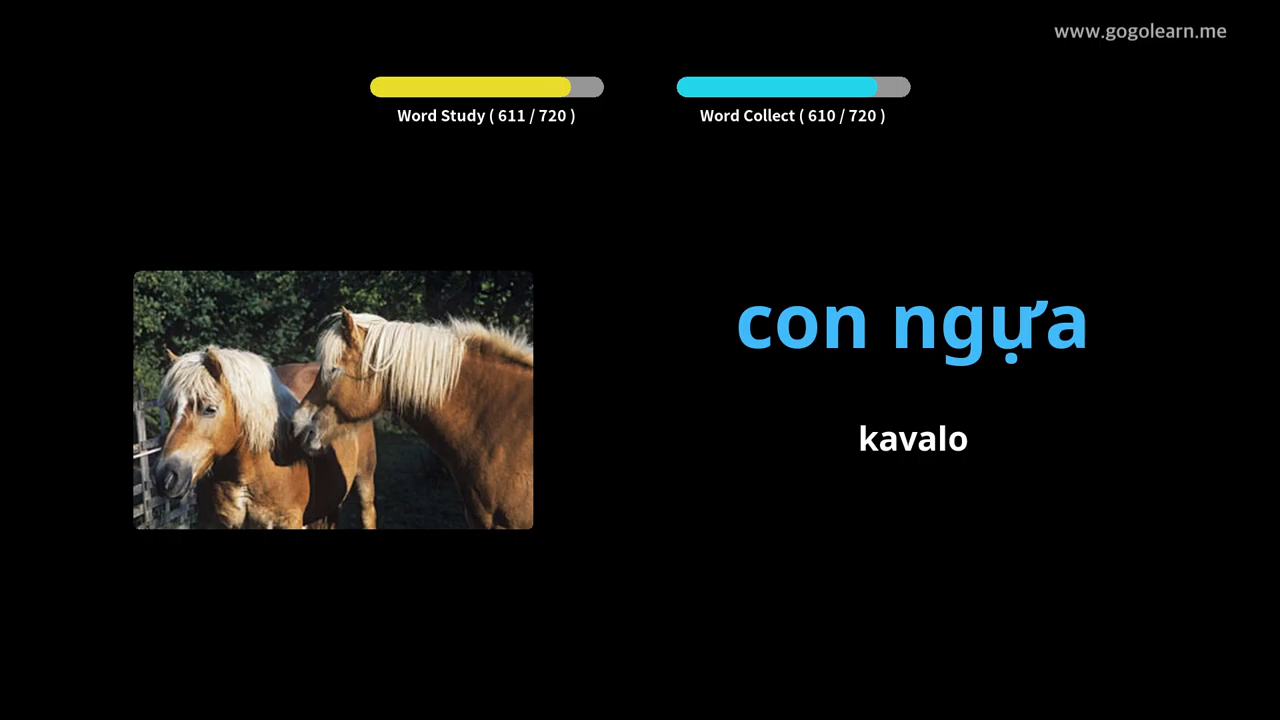 www.gogolearn.me
Word Study ( 611 / 720 )
Word Collect ( 610 / 720 )
con ngựa
kavalo